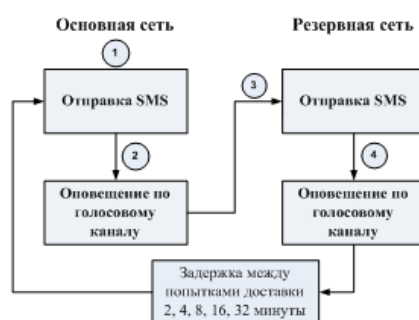 Основная сеть
Резервная сеть
1
3
Отправка SMS
Отправка SMS
2
4
Оповещение по
голосовому
каналу
Оповещение по
голосовому
каналу
Задержка между
попытками доставки
2, 4, 8, 16, 32 минуты